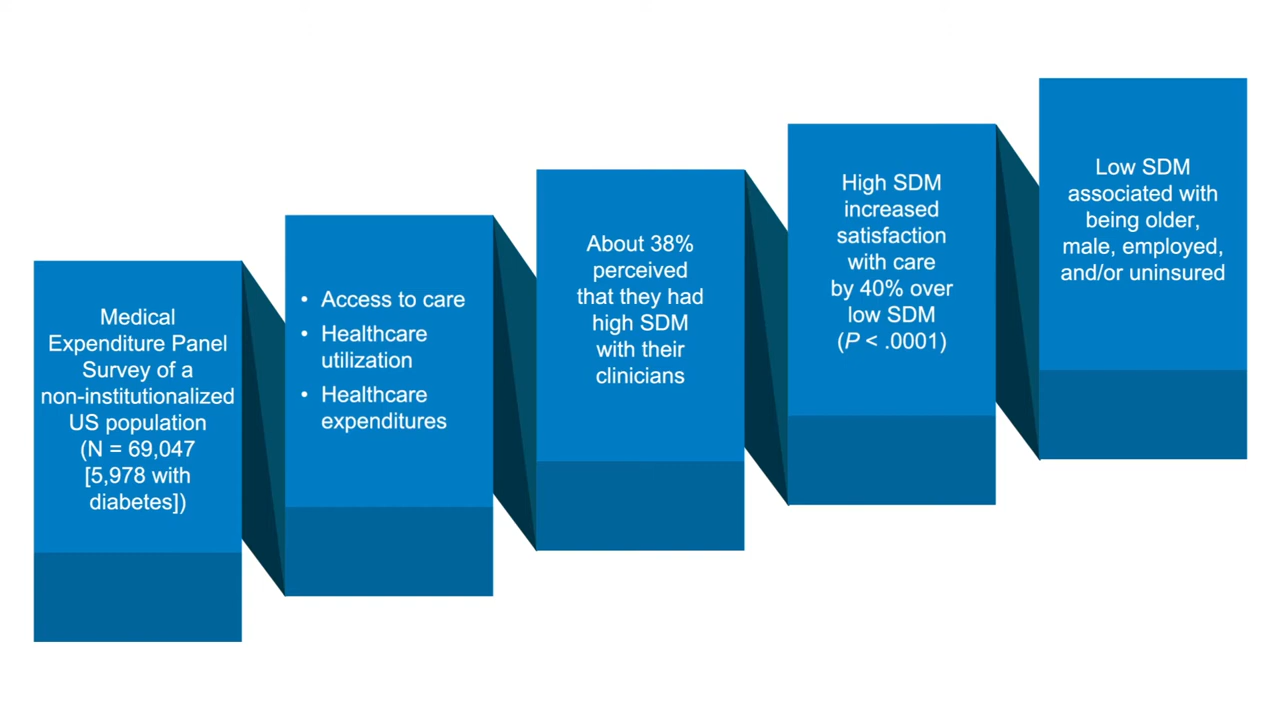 Medical
Expenditure Panel
Survey of a
non-institutionalized
US population
(N = 69,047
[5,978 with
diabetes])
• Access to care
• Healthcare
utilization
• Healthcare
expenditures
About 38%
perceived
that they had
high SDM
with their
clinicians
High SDM
increased
satisfaction
with care
by 40% over
low SDM
(P < .0001)
Low SDM
associated with
being older,
male, employed,
and/or uninsured